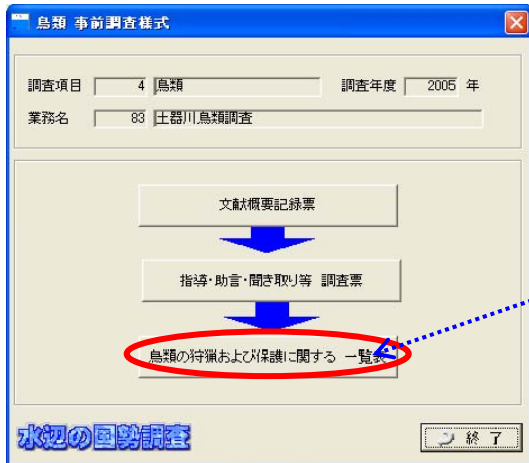 鳥類 事前調査様式
調査項目 4 鳥類 調査年度 2005 年
業務名 83 土器川鳥類調査
文献概要記録票
指導・助言・聞き取り等 調査票
鳥類の狩猟および保護に関する 一覧表
水辺の国勢調査 終了